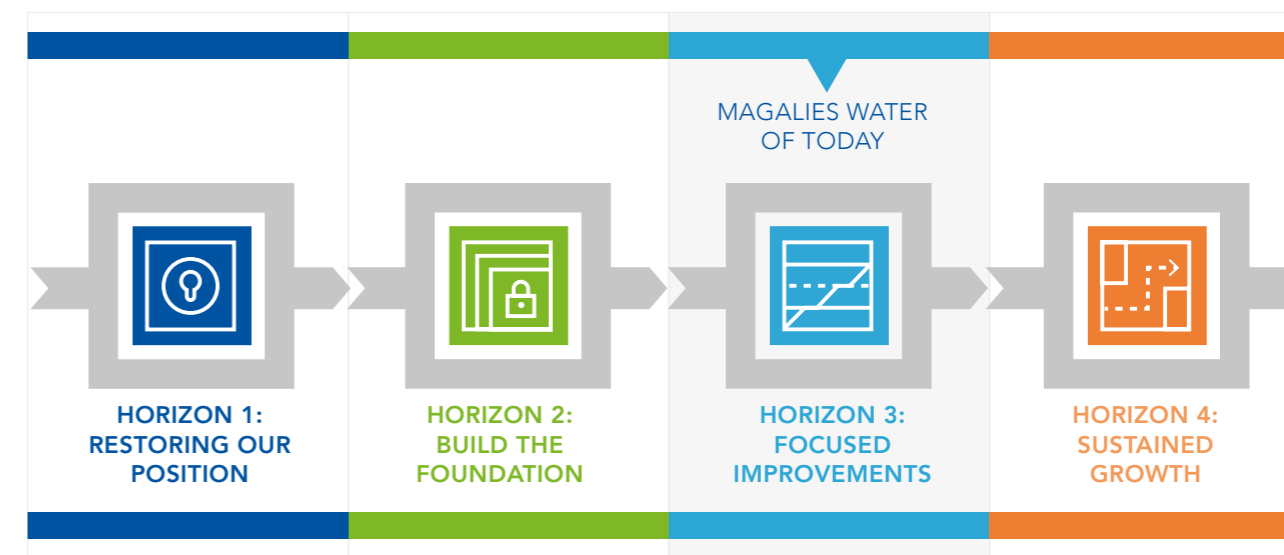 MAGALIES WATER
OF TODAY
HORIZON 1:
RESTORING OUR
POSITION
HORIZON 2:
BUILD THE
FOUNDATION
HORIZON 3:
FOCUSED
IMPROVEMENTS
HORIZON 4:
SUSTAINED
GROWTH